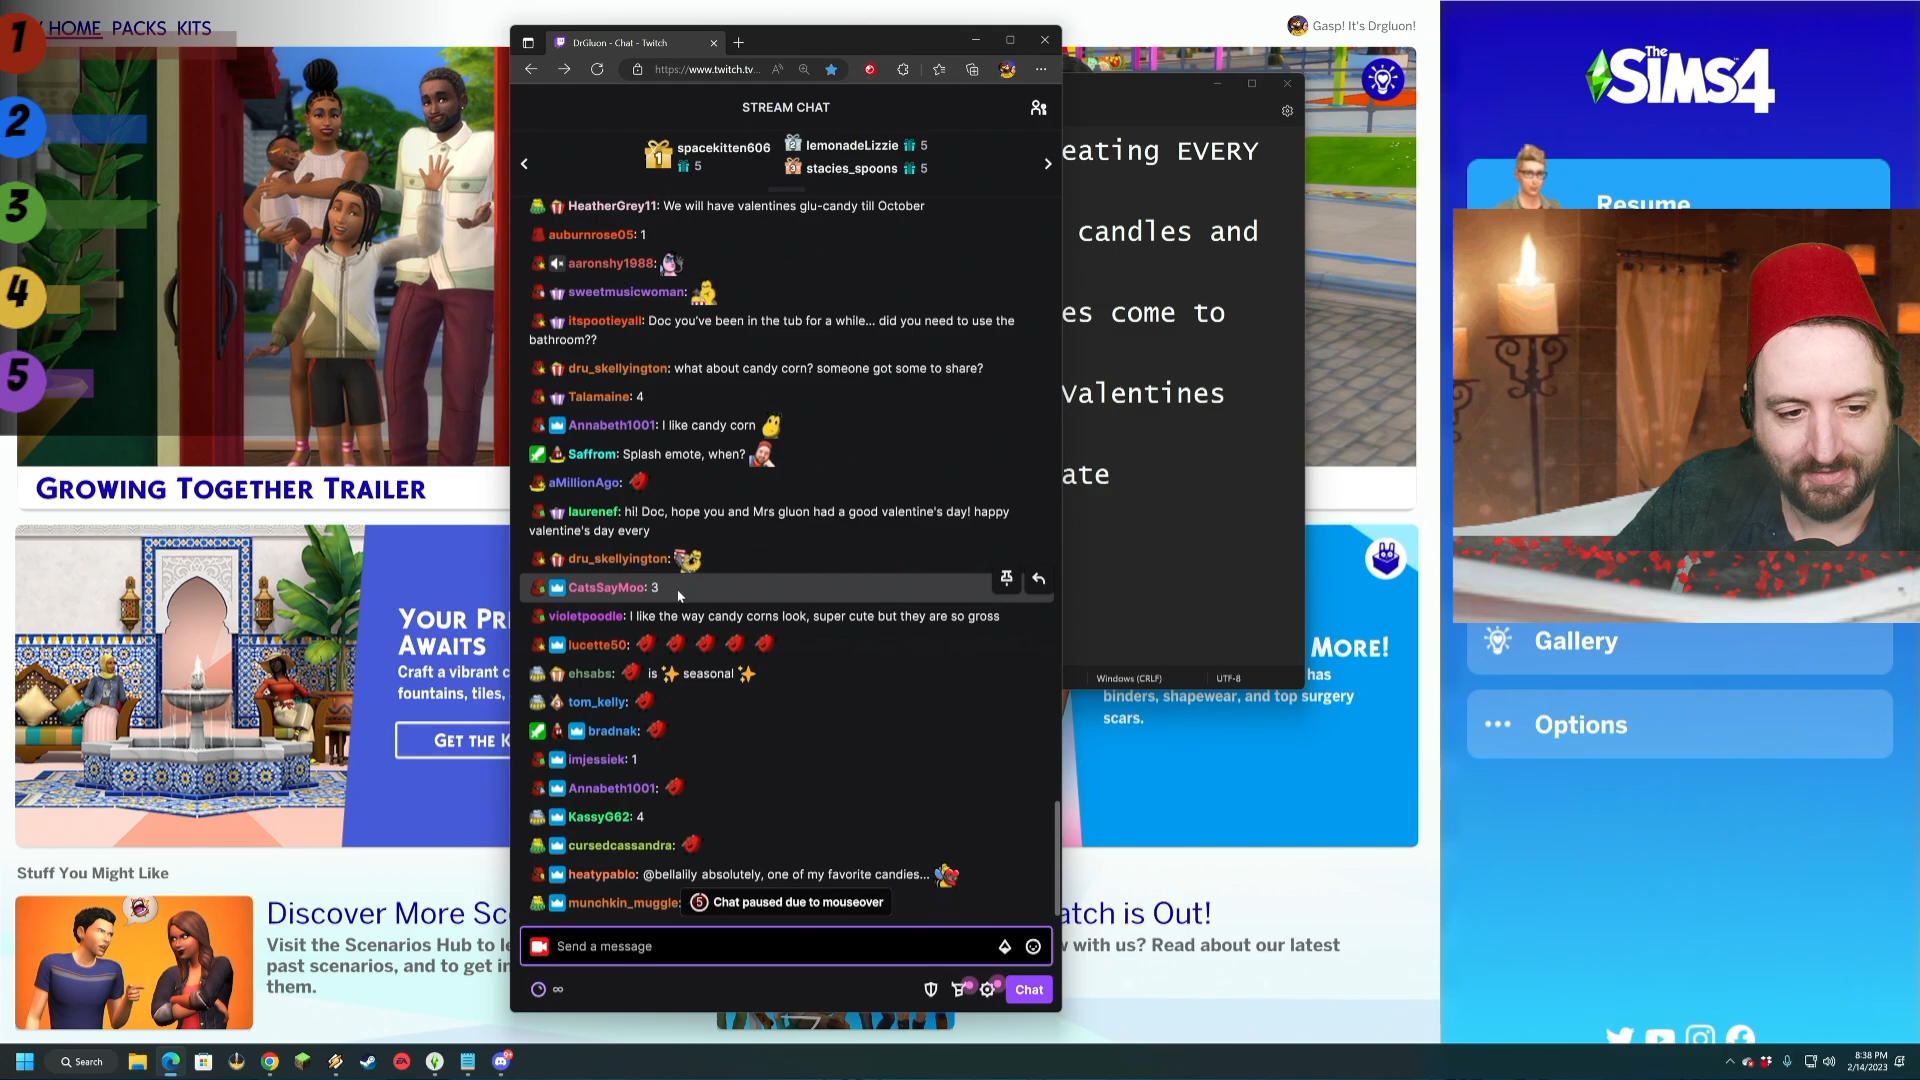 HOME PACKS KITS
Gasp! It's Drgluon!
1
2
3
4
5
GROWING TOGETHER TRAILER
DrGluon - Chat - Twitch
https://www.twitch.tv...
STREAM CHAT
1 spacekitten606
5
2 lemonadeLizzie 5
3 stacies_spoons 5
HeatherGrey11: We will have valentines glu-candy till October
auburnrose05: 1
aaronshy1988:
sweetmusicwoman:
itspootieyall: Doc you've been in the tub for a while... did you need to use the
bathroom??
dru_skellyington: what about candy corn? someone got some to share?
Talamaine: 4
Annabeth1001: I like candy corn
Saffrom: Splash emote, when?
aMillionAgo:
laurenef: hi! Doc, hope you and Mrs gluon had a good valentine's day! happy
valentine's day every
dru_skellyington:
CatsSayMoo: 3
violetpoodle: I like the way candy corns look, super cute but they are so gross
lucette50:
ehsabs: is ✨ seasonal ✨
tom_kelly:
bradnak:
imjessiek: 1
Annabeth1001:
KassyG62: 4
cursedcassandra:
heatypablo: @bellalily absolutely, one of my favorite candies...
munchkin_muggle:
5 Chat paused due to mouseover
Send a message
∞
Chat
eating EVERY
candles and
es come to
Valentines
ate
Windows (CRLF)
UTF-8
YOUR PR
AWAITS
Craft a vibrant c
fountains, tiles,
GET THE K
MORE!
has
binders, shapewear, and top surgery
scars.
Stuff You Might Like
Discover More Sc
Visit the Scenarios Hub to le
past scenarios, and to get in
them.
atch is Out!
with us? Read about our latest
The SIMS 4
Resume
Gallery
Options
Search
8:38 PM
2/14/2023